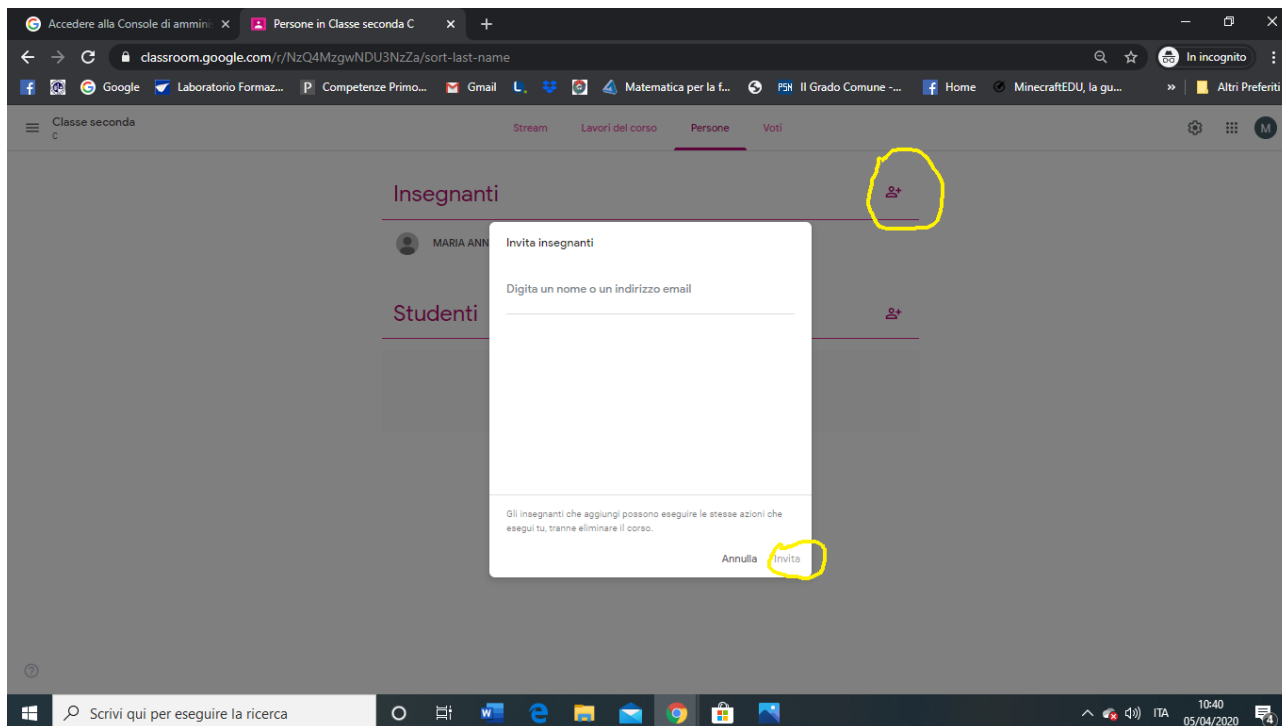 Accedere alla Console di ammini
Persone in Classe seconda C
classroom.google.com/r/NzQ4MzgwNDU3NzZa/sort-last-name
In incognito
Google
Laboratorio Formaz...
Competenze Primo...
Gmail
Matematica per la f...
PSN II Grado Comune -...
Home
MinecraftEDU, la gu...
»
Altri Preferiti
Classe seconda
C
Stream
Lavori del corso
Persone
Voti
M
Insegnanti
MARIA ANN
Invita insegnanti
Digita un nome o un indirizzo email
Studenti
Gli insegnanti che aggiungi possono eseguire le stesse azioni che
esegui tu, tranne eliminare il corso.
Annulla
Invita
Scrivi qui per eseguire la ricerca
ITA
10:40
05/04/2020